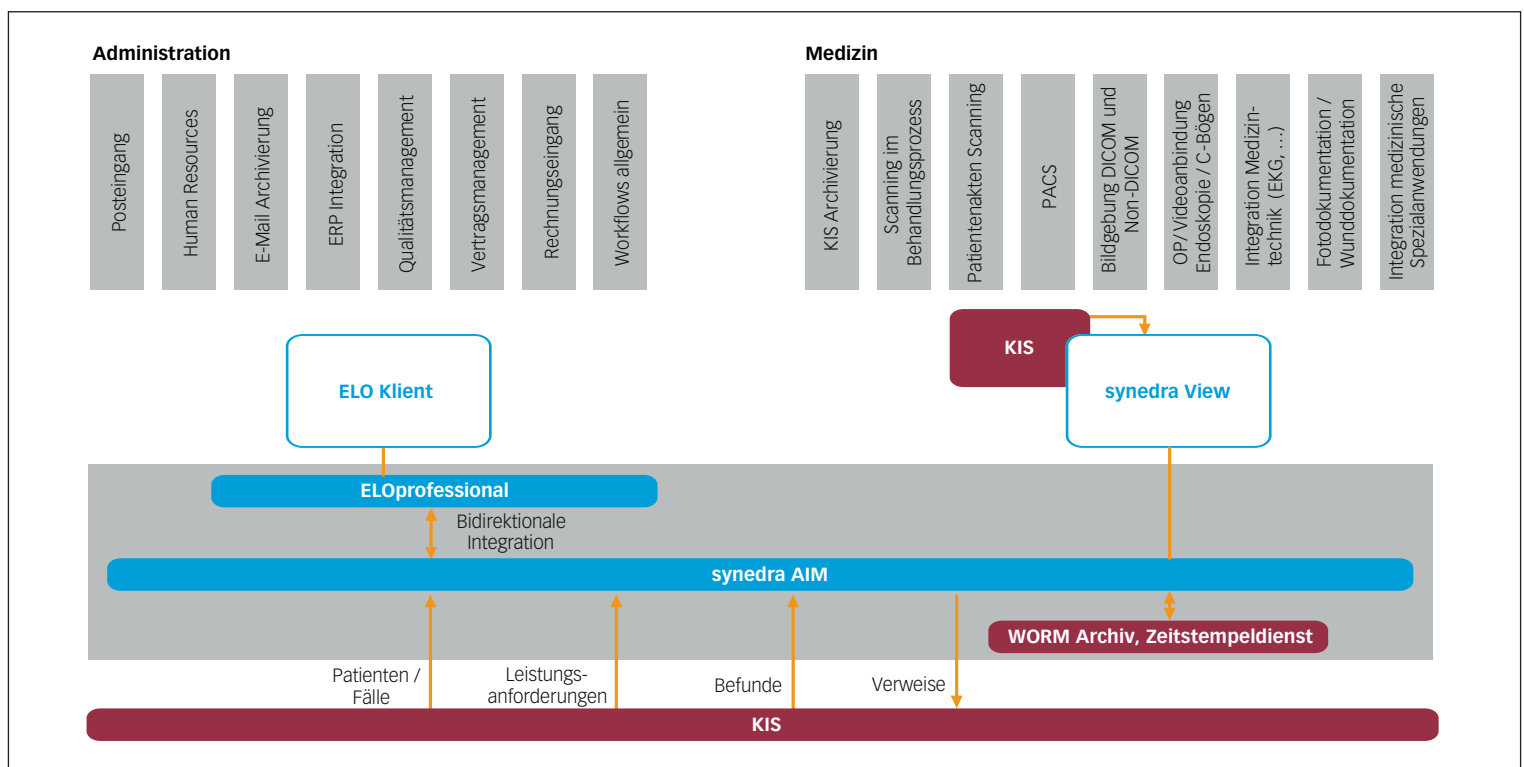 Administration
Medizin
Posteingang
Human Resources
E-Mail Archivierung
ERP Integration
Qualitätsmanagement
Vertragsmanagement
Rechnungseingang
Workflows allgemein
KIS Archivierung
Scanning im
Behandlungsprozess
Patientenakten Scanning
PACS
Bildgebung DICOM und
Non-DICOM
OP/Videoanbindung
Endoskopie / C-Bögen
Integration Medizin-
technik (EKG, ...)
Fotodokumentation /
Wunddokumentation
Integration medizinische
Spezialanwendungen
KIS
ELO Klient
synedra View
ELOprofessional
Bidirektionale
Integration
synedra AIM
WORM Archiv, Zeitstempeldienst
Patienten /
Fälle
Leistungs-
anforderungen
Befunde
Verweise
KIS